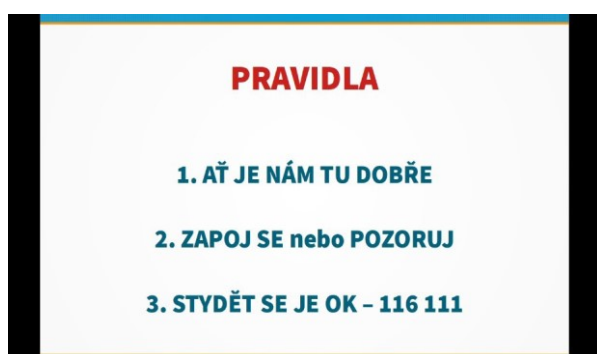 PRAVIDLA
1. AŤ JE NÁM TU DOBŘE
2. ZAPOJ SE nebo POZORUJ
3. STYDĚT SE JE OK – 116 111